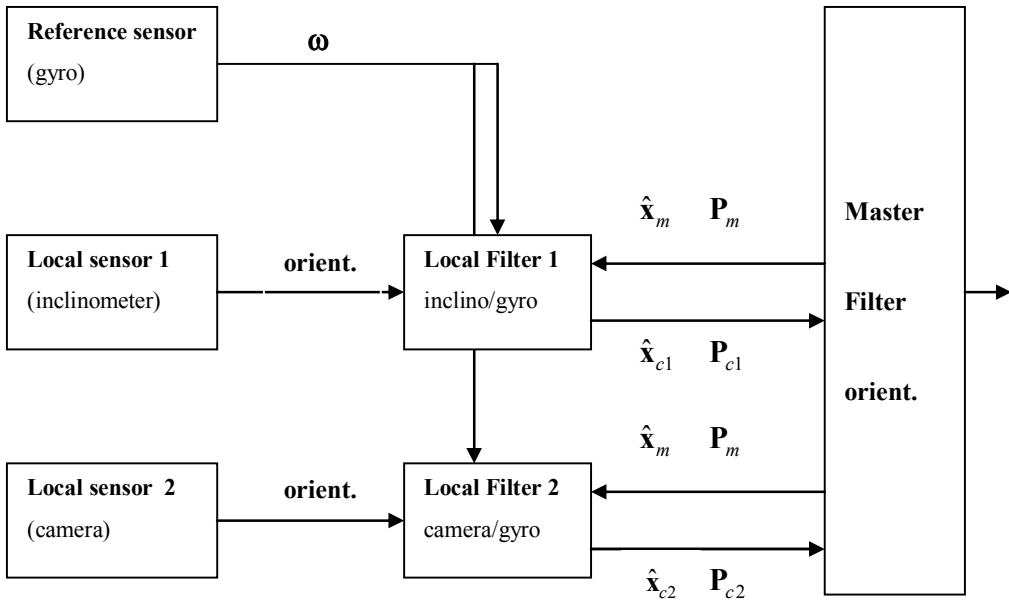 Reference sensor
(gyro)
ω
x̂m Pm
Master
Local sensor 1
(inclinometer)
orient.
Local Filter 1
inclino/gyro
Filter
x̂c1 Pc1
orient.
x̂m Pm
Local sensor 2
(camera)
orient.
Local Filter 2
camera/gyro
x̂c2 Pc2